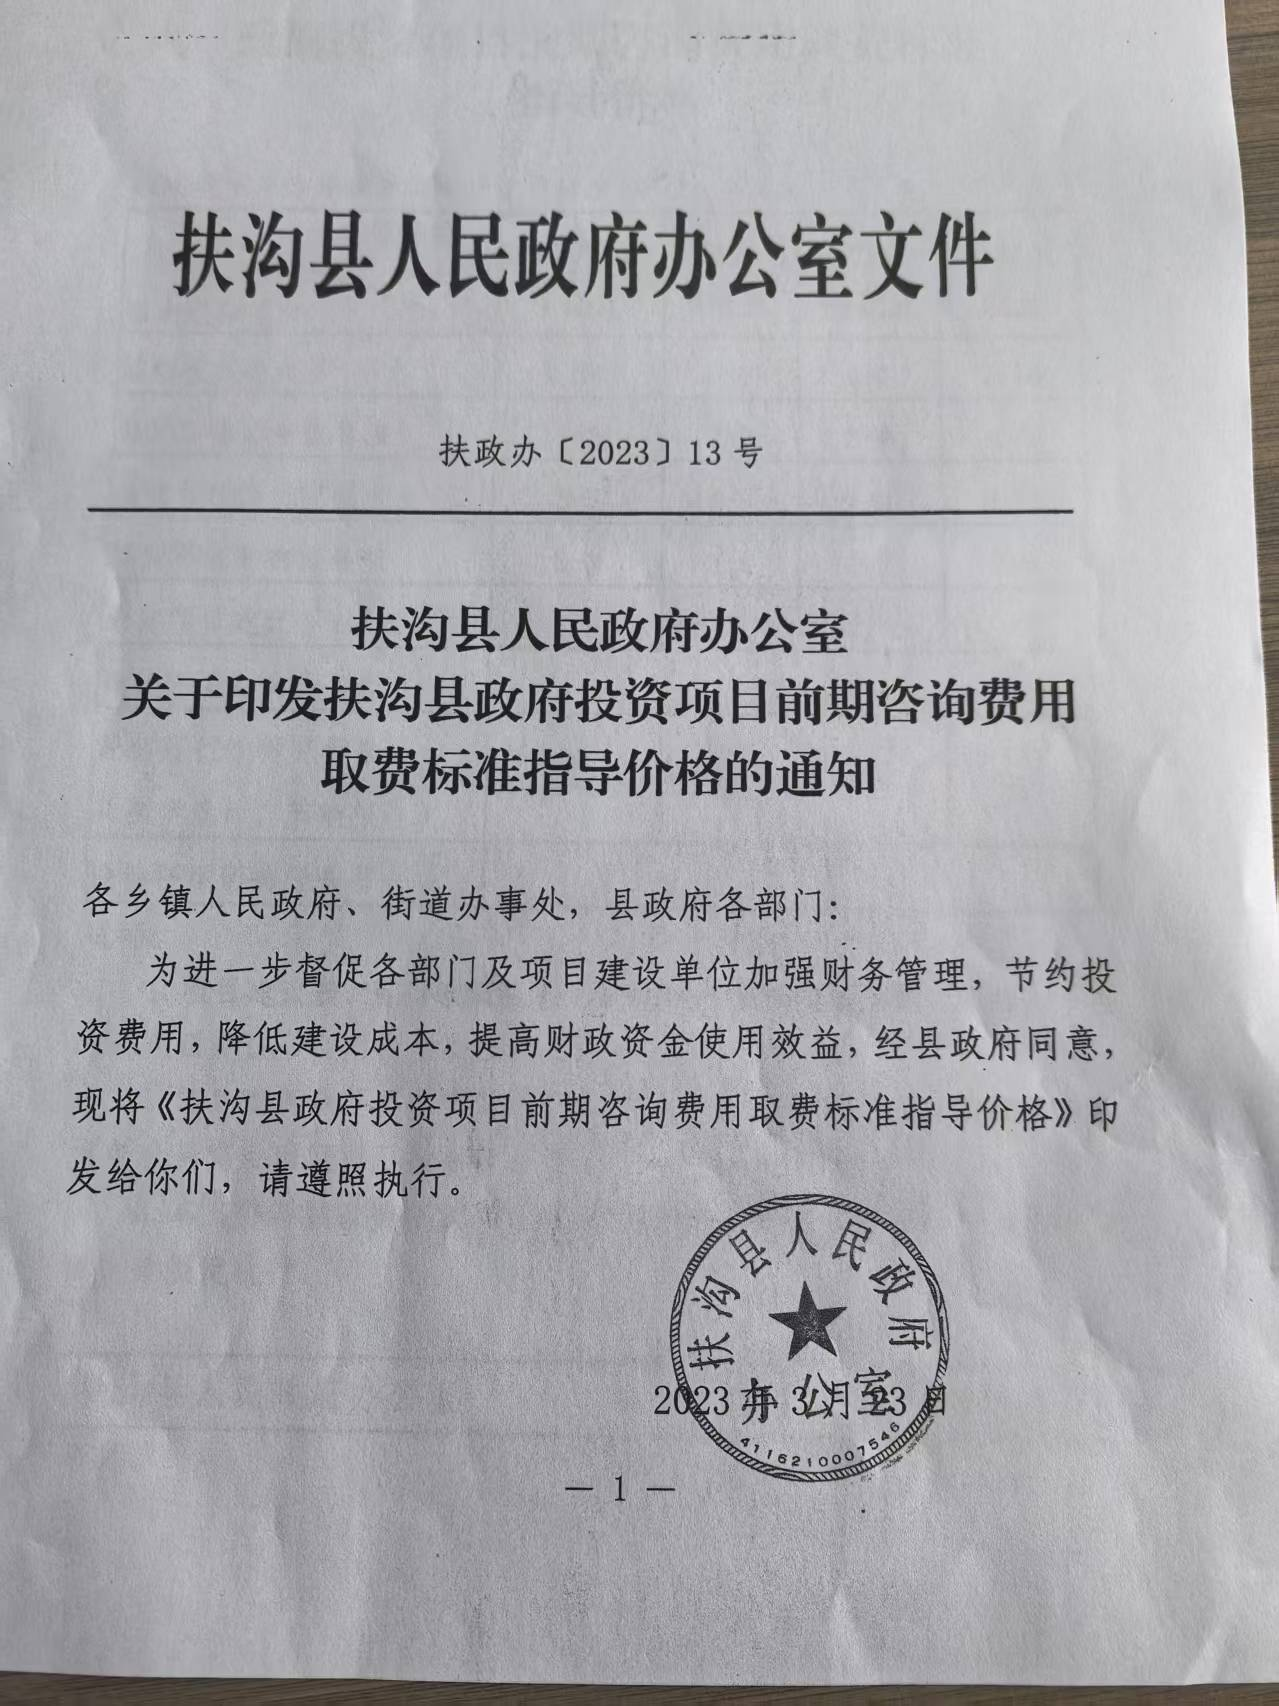 扶沟县人民政府办公室文件
扶政办〔2023〕13号
扶沟县人民政府办公室
关于印发扶沟县政府投资项目前期咨询费用
取费标准指导价格的通知
各乡镇人民政府、街道办事处，县政府各部门：
为进一步督促各部门及项目建设单位加强财务管理，节约投
资费用，降低建设成本，提高财政资金使用效益，经县政府同意，
现将《扶沟县政府投资项目前期咨询费用取费标准指导价格》印
发给你们，请遵照执行。
扶沟县人民政府
办公室
2023年3月23日
4116210007546
— 1 —